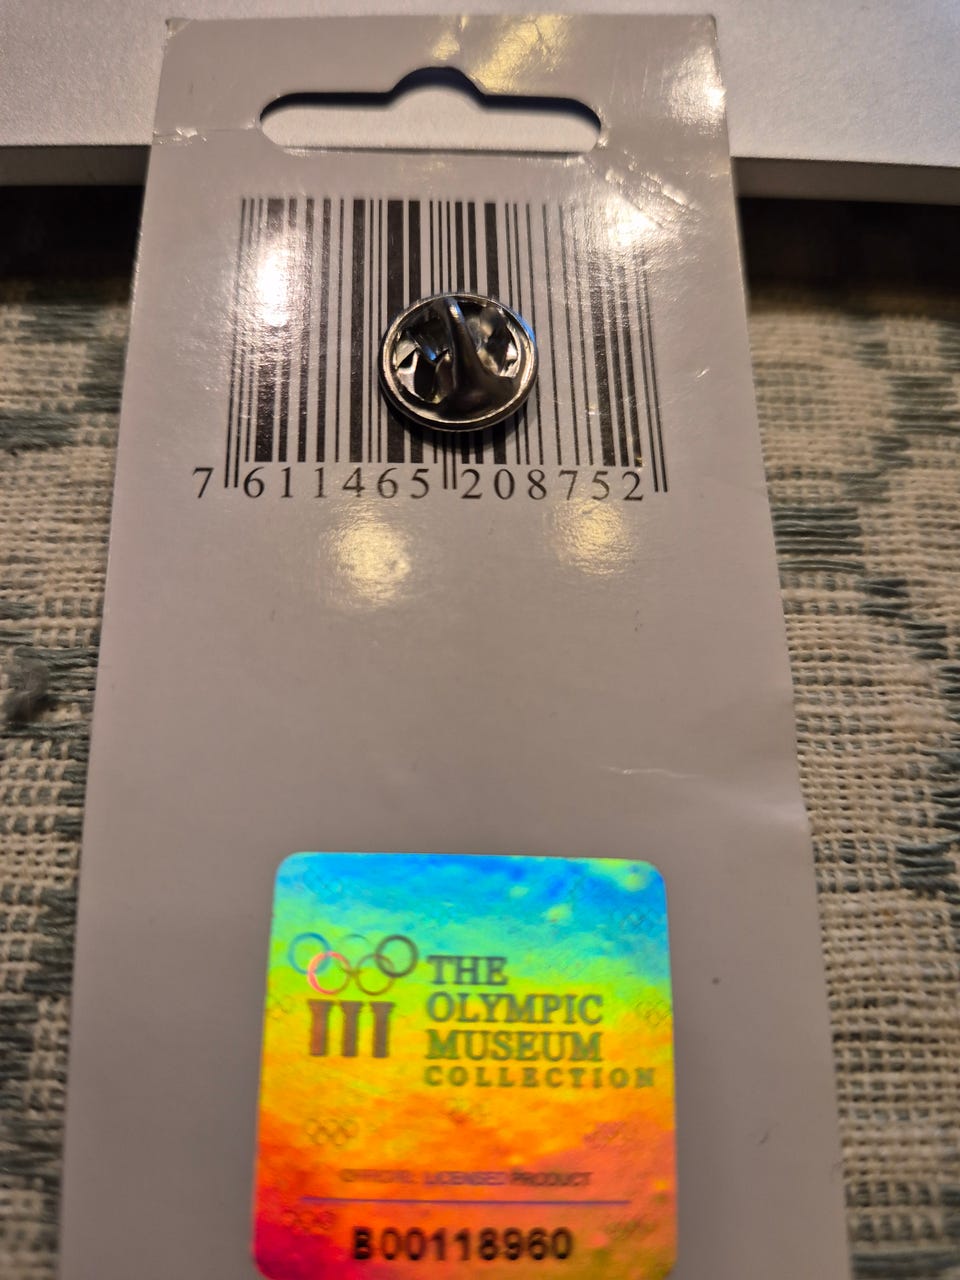 7 611465 208752
THE
OLYMPIC
MUSEUM
COLLECTION
OFFICIAL LICENSED PRODUCT
B00118960